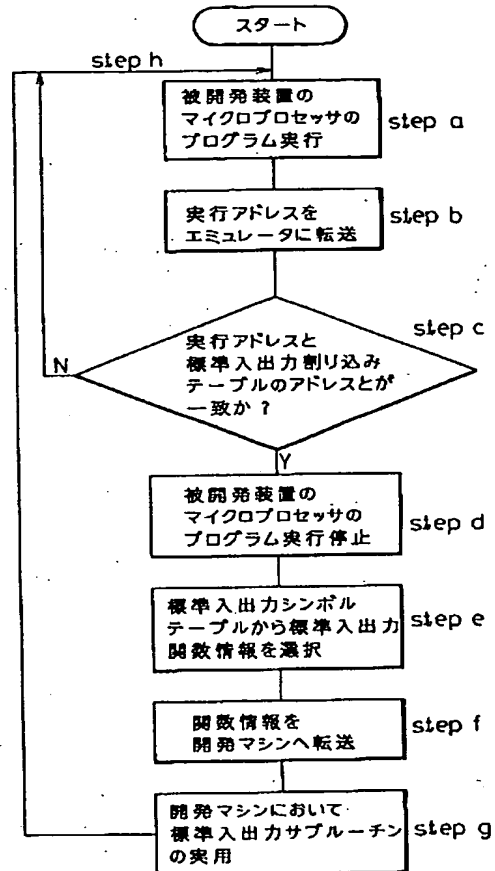 スタート
step h
被開発装置の
マイクロプロセッサの
プログラム実行
step a
実行アドレスを
エミュレータに転送
step b
実行アドレスと
標準入出力割り込み
テーブルのアドレスとが
一致か?
step c
N
Y
被開発装置の
マイクロプロセッサの
プログラム実行停止
step d
標準入出力シンボル
テーブルから標準入出力
関数情報を選択
step e
関数情報を
開発マシンへ転送
step f
開発マシンにおいて
標準入出力サブルーチン
の実用
step g